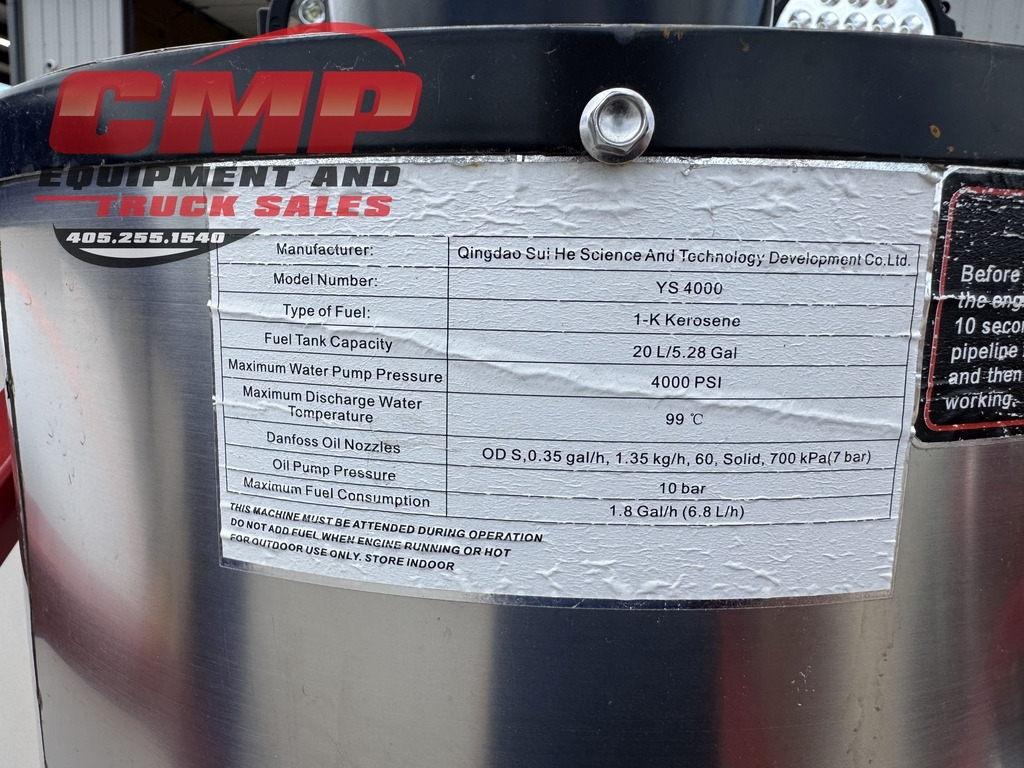 CMP
EQUIPMENT AND
TRUCK SALES
405.255.1540
Manufacturer: Qingdao Sui He Science And Technology Development Co,Ltd.
Model Number: YS 4000
Type of Fuel: 1-K Kerosene
Fuel Tank Capacity 20 L/5.28 Gal
Maximum Water Pump Pressure 4000 PSI
Maximum Discharge Water
Tomperature 99 ℃
Danfoss Oil Nozzles OD S,0.35 gal/h, 1.35 kg/h, 60, Solid, 700 kPa(7 bar)
Oil Pump Pressure 10 bar
Maximum Fuel Consumption 1.8 Gal/h (6.8 L/h)
THIS MACHINE MUST BE ATTENDED DURING OPERATION
DO NOT ADD FUEL WHEN ENGINE RUNNING OR HOT
FOR OUTDOOR USE ONLY. STORE INDOOR
Before
the eng
10 secon
pipeline
and then
working.